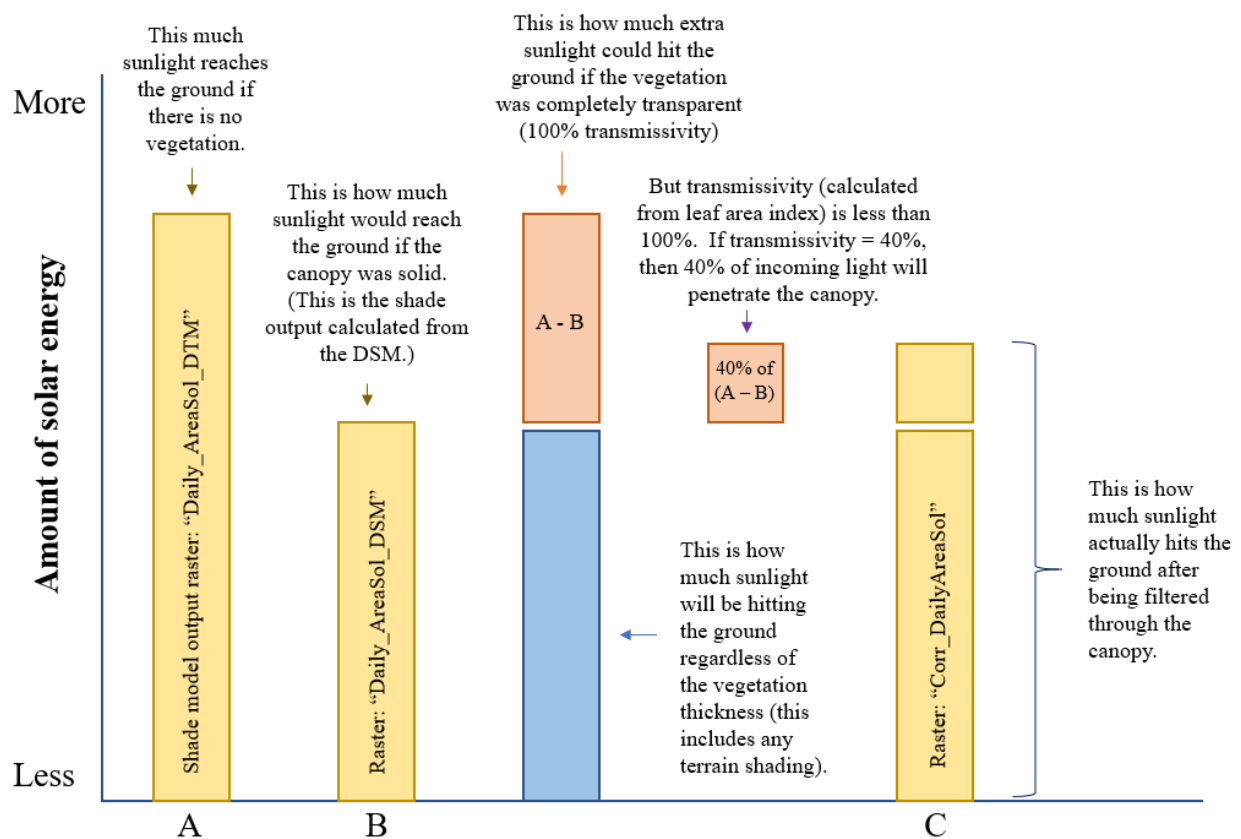 This much
sunlight reaches
the ground if
there is no
vegetation.
This is how much extra
sunlight could hit the
ground if the vegetation
was completely transparent
(100% transmissivity)
More
This is how much
sunlight would reach
the ground if the
canopy was solid.
(This is the shade
output calculated from
the DSM.)
But transmissivity (calculated
from leaf area index) is less than
100%.  If transmissivity = 40%,
then 40% of incoming light will
penetrate the canopy.
Amount of solar energy
Shade model output raster: “Daily_AreaSol_DTM”
Raster: “Daily_AreaSol_DSM”
A - B
40% of
(A – B)
This is how
much sunlight
will be hitting
the ground
regardless of
the vegetation
thickness (this
includes any
terrain shading).
Raster: “Corr_DailyAreaSol”
This is how
much sunlight
actually hits the
ground after
being filtered
through the
canopy.
Less
A
B
C